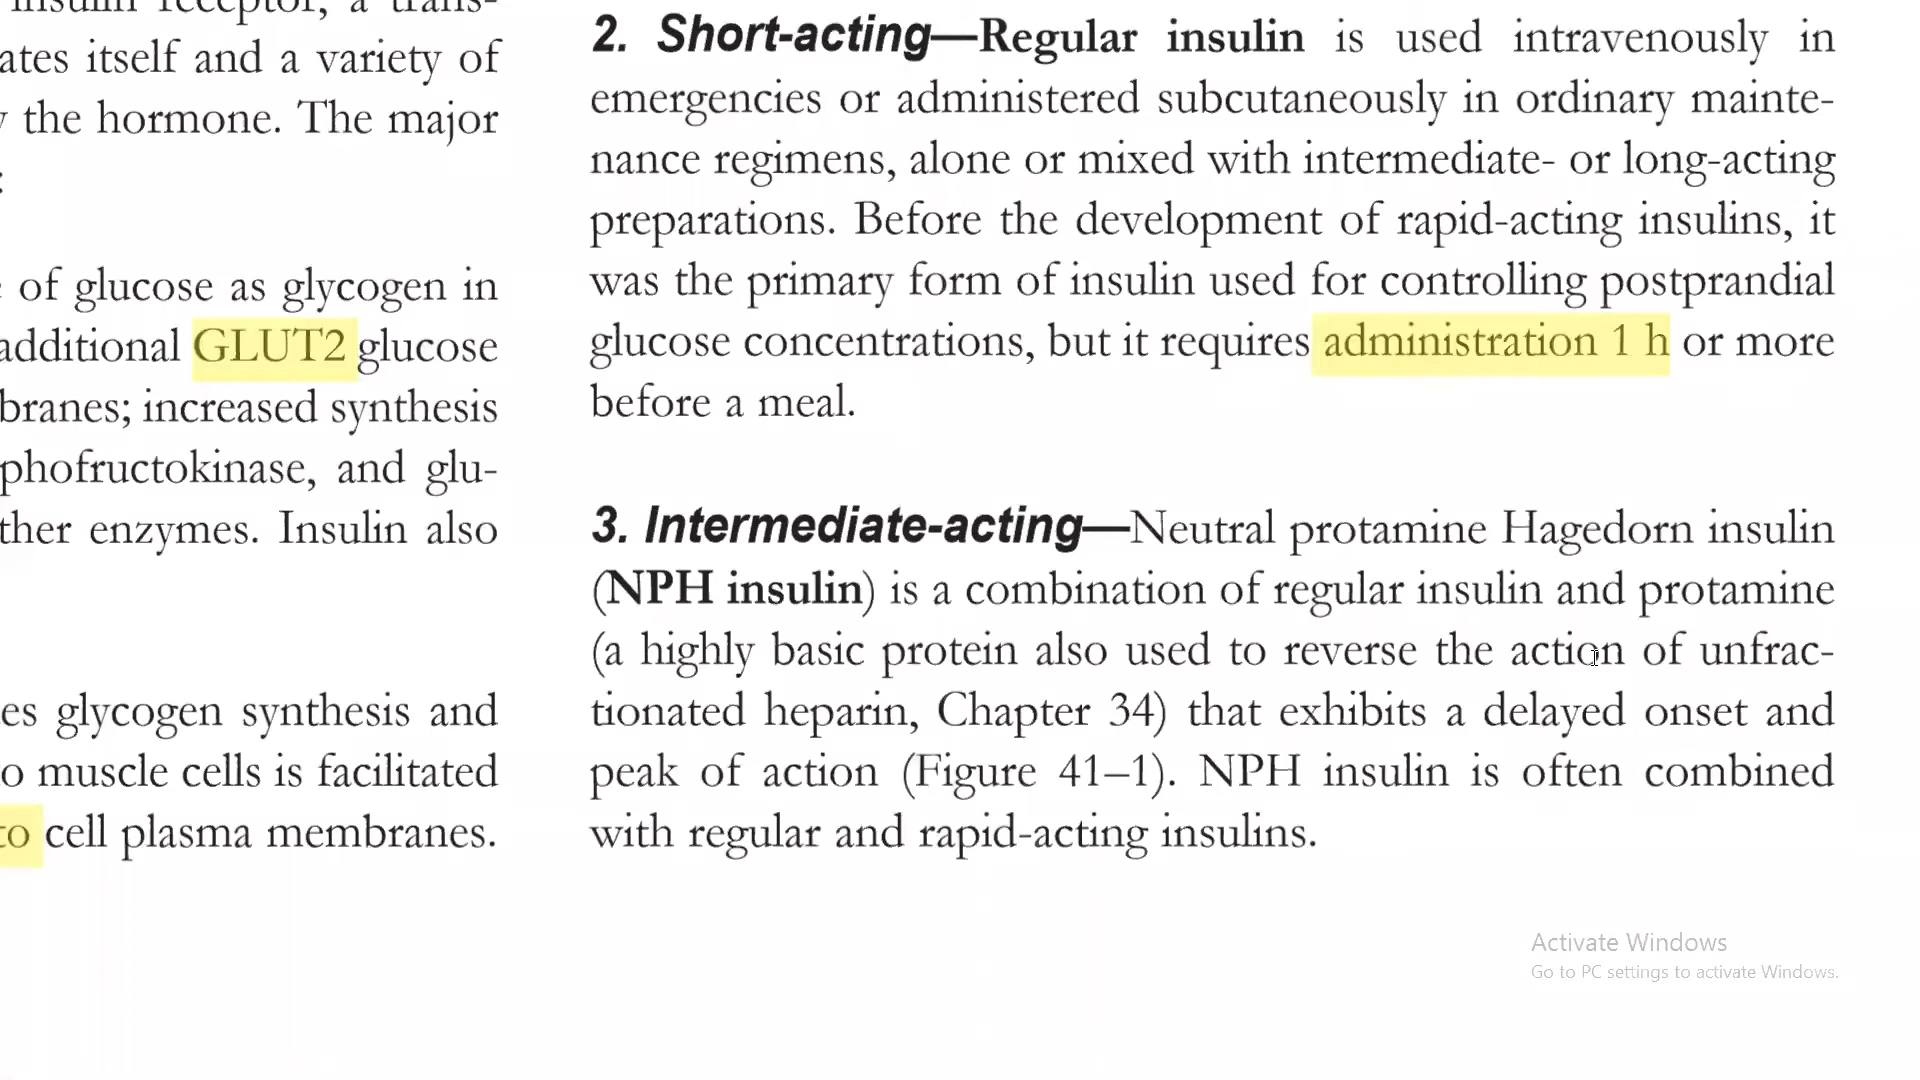 insulin receptor, a trans-
ates itself and a variety of
the hormone. The major
:
of glucose as glycogen in
additional GLUT2 glucose
branes; increased synthesis
phofructokinase, and glu-
ther enzymes. Insulin also
es glycogen synthesis and
o muscle cells is facilitated
to cell plasma membranes.
2. Short-acting—Regular insulin is used intravenously in
emergencies or administered subcutaneously in ordinary mainte-
nance regimens, alone or mixed with intermediate- or long-acting
preparations. Before the development of rapid-acting insulins, it
was the primary form of insulin used for controlling postprandial
glucose concentrations, but it requires administration 1 h or more
before a meal.
3. Intermediate-acting—Neutral protamine Hagedorn insulin
(NPH insulin) is a combination of regular insulin and protamine
(a highly basic protein also used to reverse the action of unfrac-
tionated heparin, Chapter 34) that exhibits a delayed onset and
peak of action (Figure 41–1). NPH insulin is often combined
with regular and rapid-acting insulins.
Activate Windows
Go to PC settings to activate Windows.